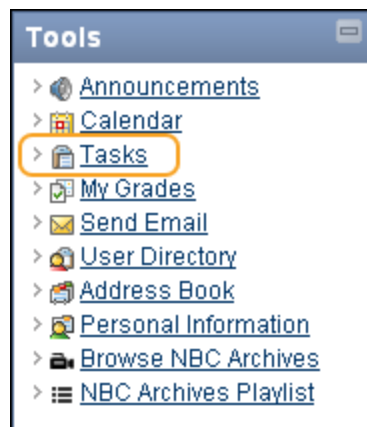 Tools
Announcements
Calendar
Tasks
My Grades
Send Email
User Directory
Address Book
Personal Information
Browse NBC Archives
NBC Archives Playlist